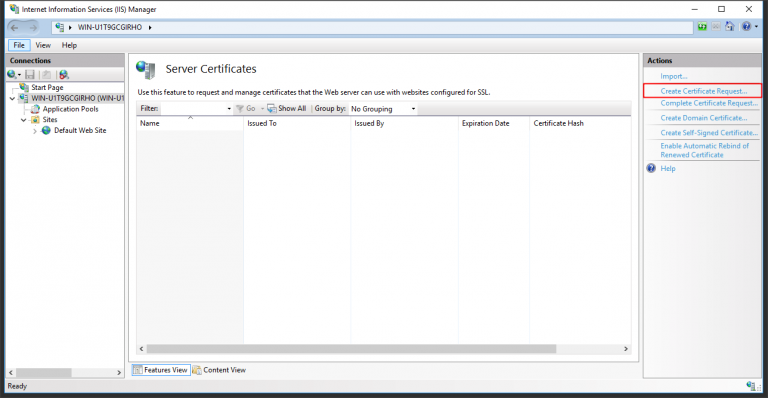 Internet Information Services (IIS) Manager
WIN-U1T9GCGIRHO
File View Help
Connections
Start Page
WIN-U1T9GCGIRHO (WIN-U1
Application Pools
Sites
Default Web Site
Server Certificates
Use this feature to request and manage certificates that the Web server can use with websites configured for SSL.
Filter: Go Show All Group by: No Grouping
Name Issued To Issued By Expiration Date Certificate Hash
Features View Content View
Actions
Import...
Create Certificate Request...
Complete Certificate Request...
Create Domain Certificate...
Create Self-Signed Certificate...
Enable Automatic Rebind of
Renewed Certificate
Help
Ready